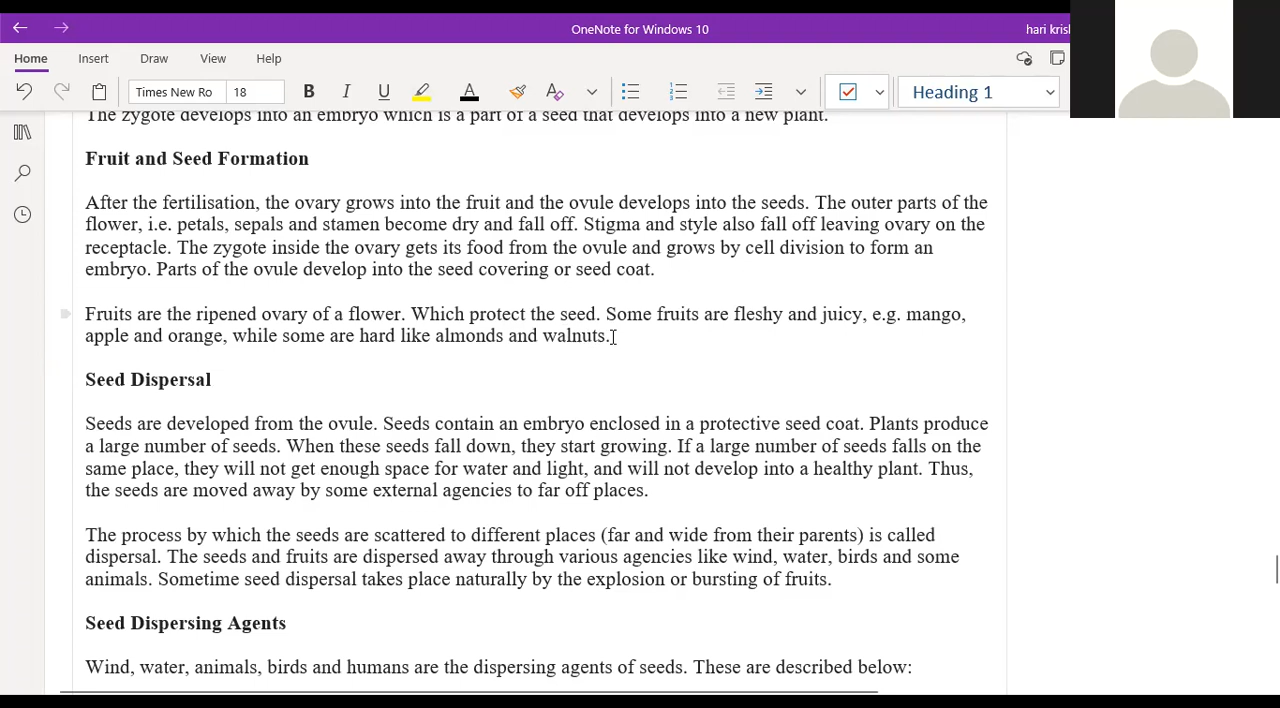 OneNote for Windows 10
hari krisl
Home Insert Draw View Help
Times New Ro 18 B I U A Heading 1
The zygote develops into an embryo which is a part of a seed that develops into a new plant.
Fruit and Seed Formation
After the fertilisation, the ovary grows into the fruit and the ovule develops into the seeds. The outer parts of the
flower, i.e. petals, sepals and stamen become dry and fall off. Stigma and style also fall off leaving ovary on the
receptacle. The zygote inside the ovary gets its food from the ovule and grows by cell division to form an
embryo. Parts of the ovule develop into the seed covering or seed coat.
Fruits are the ripened ovary of a flower. Which protect the seed. Some fruits are fleshy and juicy, e.g. mango,
apple and orange, while some are hard like almonds and walnuts.
Seed Dispersal
Seeds are developed from the ovule. Seeds contain an embryo enclosed in a protective seed coat. Plants produce
a large number of seeds. When these seeds fall down, they start growing. If a large number of seeds falls on the
same place, they will not get enough space for water and light, and will not develop into a healthy plant. Thus,
the seeds are moved away by some external agencies to far off places.
The process by which the seeds are scattered to different places (far and wide from their parents) is called
dispersal. The seeds and fruits are dispersed away through various agencies like wind, water, birds and some
animals. Sometime seed dispersal takes place naturally by the explosion or bursting of fruits.
Seed Dispersing Agents
Wind, water, animals, birds and humans are the dispersing agents of seeds. These are described below: